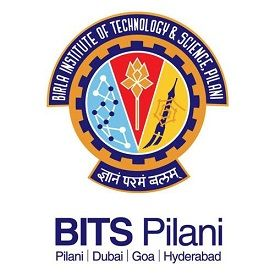 BIRLA INSTITUTE OF TECHNOLOGY & SCIENCE, PILANI
ज्ञानं परमं बलम्
BITS Pilani
Pilani | Dubai | Goa | Hyderabad